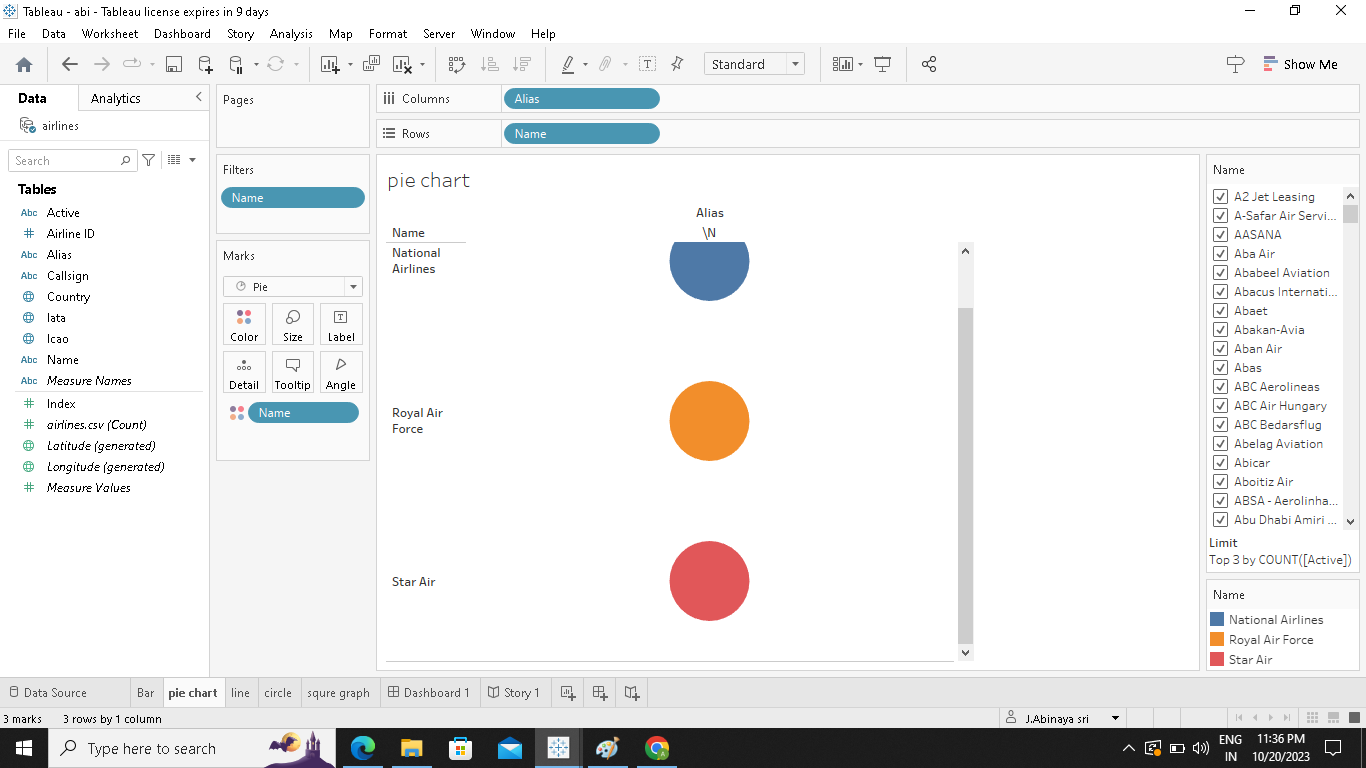 Tableau - abi - Tableau license expires in 9 days
File Data Worksheet Dashboard Story Analysis Map Format Server Window Help
Standard
Show Me
Data Analytics
airlines
Search
Tables
Abc Active
# Airline ID
Abc Alias
Abc Callsign
Country
Iata
Icao
Abc Name
Abc Measure Names
# Index
# airlines.csv (Count)
Latitude (generated)
Longitude (generated)
# Measure Values
Pages
Filters
Name
Marks
Pie
Color Size Label
Detail Tooltip Angle
Name
Columns Alias
Rows Name
pie chart
Alias
Name \N
National
Airlines
Royal Air
Force
Star Air
Name
A2 Jet Leasing
A-Safar Air Servi...
AASANA
Aba Air
Ababeel Aviation
Abacus Internati...
Abaet
Abakan-Avia
Aban Air
Abas
ABC Aerolineas
ABC Air Hungary
ABC Bedarsflug
Abelag Aviation
Abicar
Aboitiz Air
ABSA - Aerolinha...
Abu Dhabi Amiri ...
Limit
Top 3 by COUNT([Active])
Name
National Airlines
Royal Air Force
Star Air
Data Source Bar pie chart line circle squre graph Dashboard 1 Story 1
3 marks 3 rows by 1 column J.Abinaya sri
Type here to search
ENG
IN
11:36 PM
10/20/2023